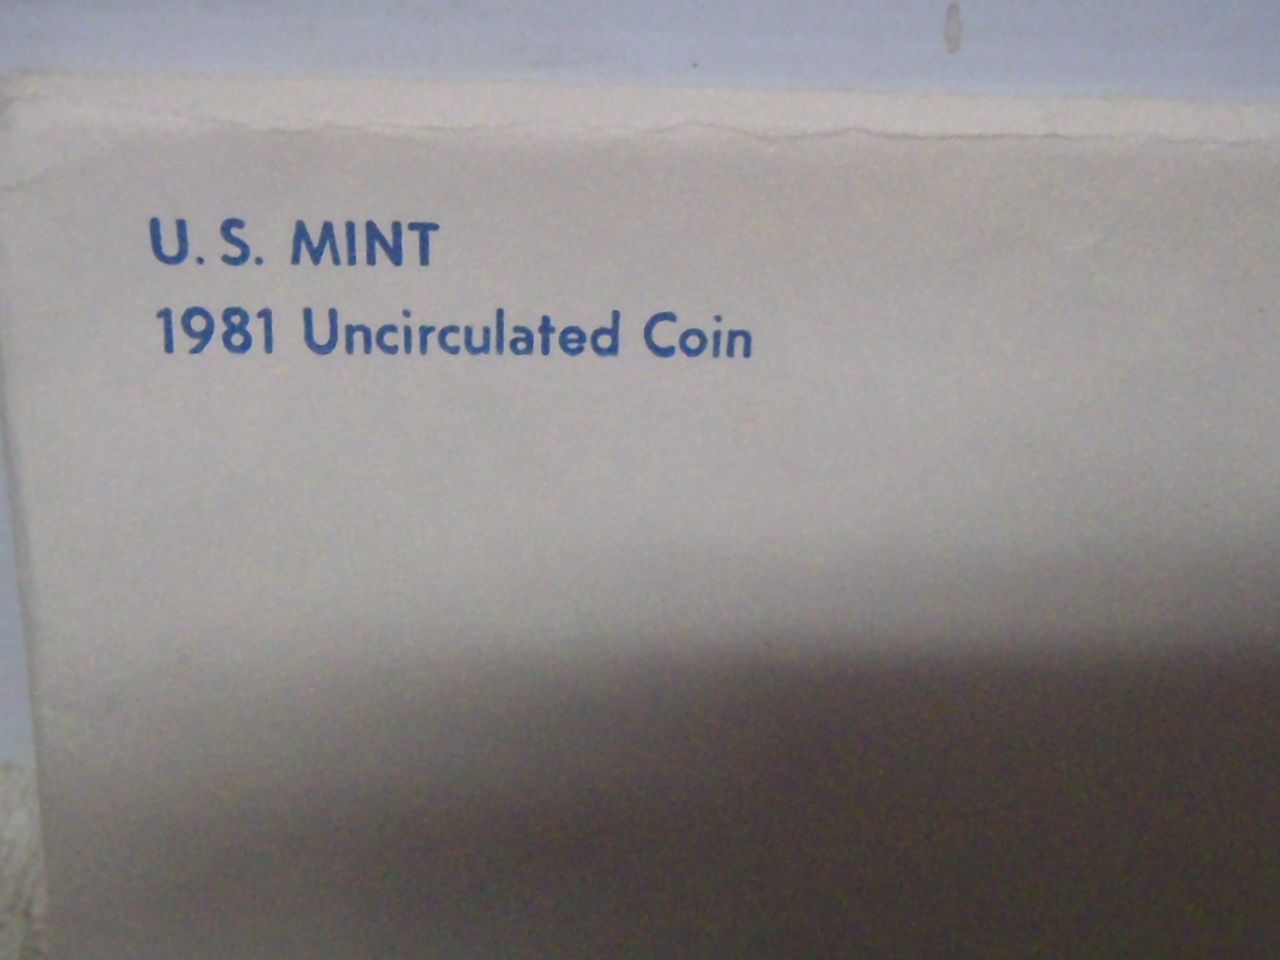 U.S. MINT
1981 Uncirculated Coin